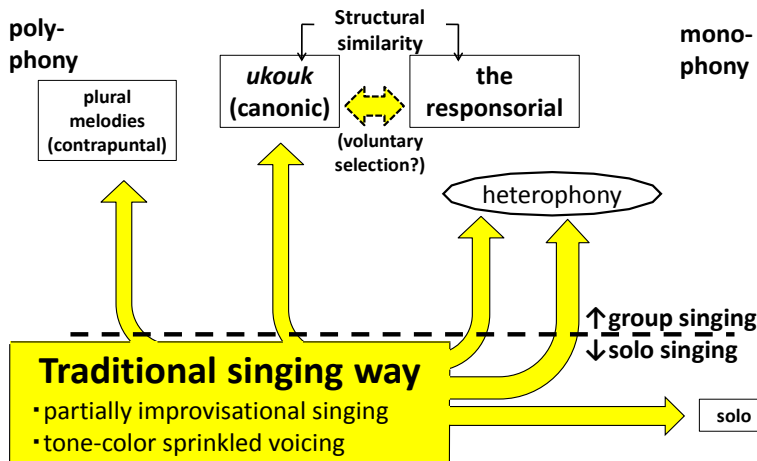 poly-
phony
Structural
similarity
mono-
phony
plural
melodies
(contrapuntal)
ukouk
(canonic)
the
responsorial
(voluntary
selection?)
heterophony
↑group singing
↓solo singing
Traditional singing way
・partially improvisational singing
・tone-color sprinkled voicing
solo